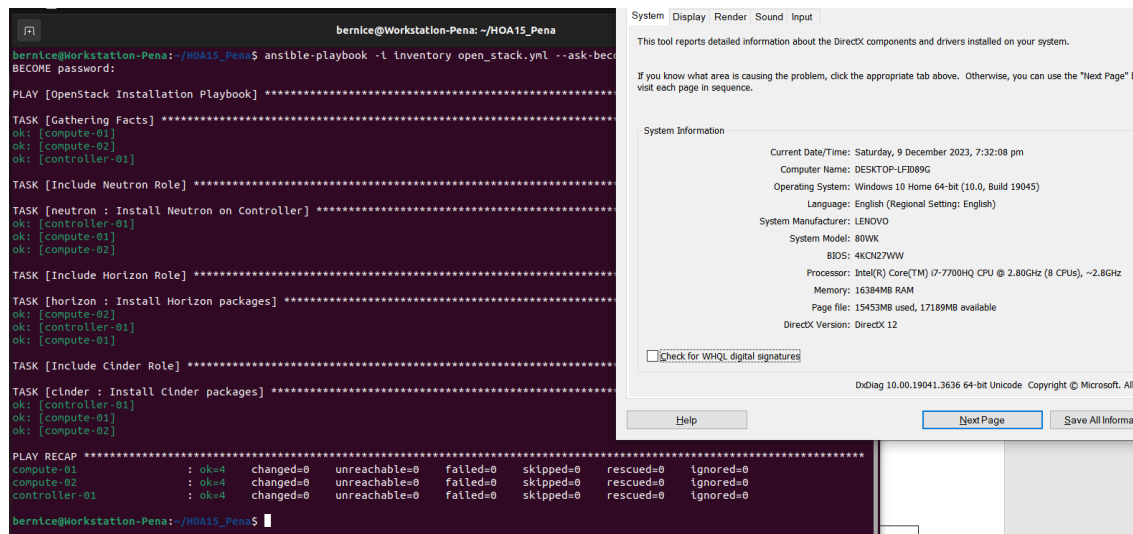 bernice@Workstation-Pena: ~/HOA15_Pena
bernice@Workstation-Pena:~/HOA15_Pena$ ansible-playbook -i inventory open_stack.yml --ask-beco
BECOME password:
PLAY [OpenStack Installation Playbook] ******************************************************
TASK [Gathering Facts] **********************************************************************
ok: [compute-01]
ok: [compute-02]
ok: [controller-01]
TASK [Include Neutron Role] *****************************************************************
TASK [neutron : Install Neutron on Controller] **********************************************
ok: [controller-01]
ok: [compute-01]
ok: [compute-02]
TASK [Include Horizon Role] *****************************************************************
TASK [horizon : Install Horizon packages] ***************************************************
ok: [compute-02]
ok: [controller-01]
ok: [compute-01]
TASK [Include Cinder Role] ******************************************************************
TASK [cinder : Install Cinder packages] *****************************************************
ok: [controller-01]
ok: [compute-01]
ok: [compute-02]
PLAY RECAP ************************************************************************************************************************
compute-01 : ok=4 changed=0 unreachable=0 failed=0 skipped=0 rescued=0 ignored=0
compute-02 : ok=4 changed=0 unreachable=0 failed=0 skipped=0 rescued=0 ignored=0
controller-01 : ok=4 changed=0 unreachable=0 failed=0 skipped=0 rescued=0 ignored=0
bernice@Workstation-Pena:~/HOA15_Pena$
System Display Render Sound Input
This tool reports detailed information about the DirectX components and drivers installed on your system.
If you know what area is causing the problem, click the appropriate tab above. Otherwise, you can use the "Next Page"
visit each page in sequence.
System Information
Current Date/Time: Saturday, 9 December 2023, 7:32:08 pm
Computer Name: DESKTOP-LFI089G
Operating System: Windows 10 Home 64-bit (10.0, Build 19045)
Language: English (Regional Setting: English)
System Manufacturer: LENOVO
System Model: 80WK
BIOS: 4KCN27WW
Processor: Intel(R) Core(TM) i7-7700HQ CPU @ 2.80GHz (8 CPUs), ~2.8GHz
Memory: 16384MB RAM
Page file: 15453MB used, 17189MB available
DirectX Version: DirectX 12
Check for WHQL digital signatures
DxDiag 10.00.19041.3636 64-bit Unicode Copyright © Microsoft. All
Help
Next Page
Save All Informa